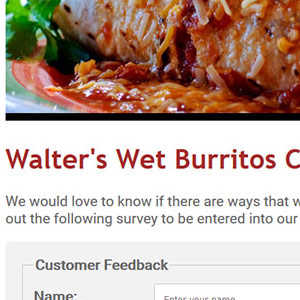 Walter's Wet Burritos C
We would love to know if there are ways that w
out the following survey to be entered into our
Customer Feedback
Name:
Enter your name